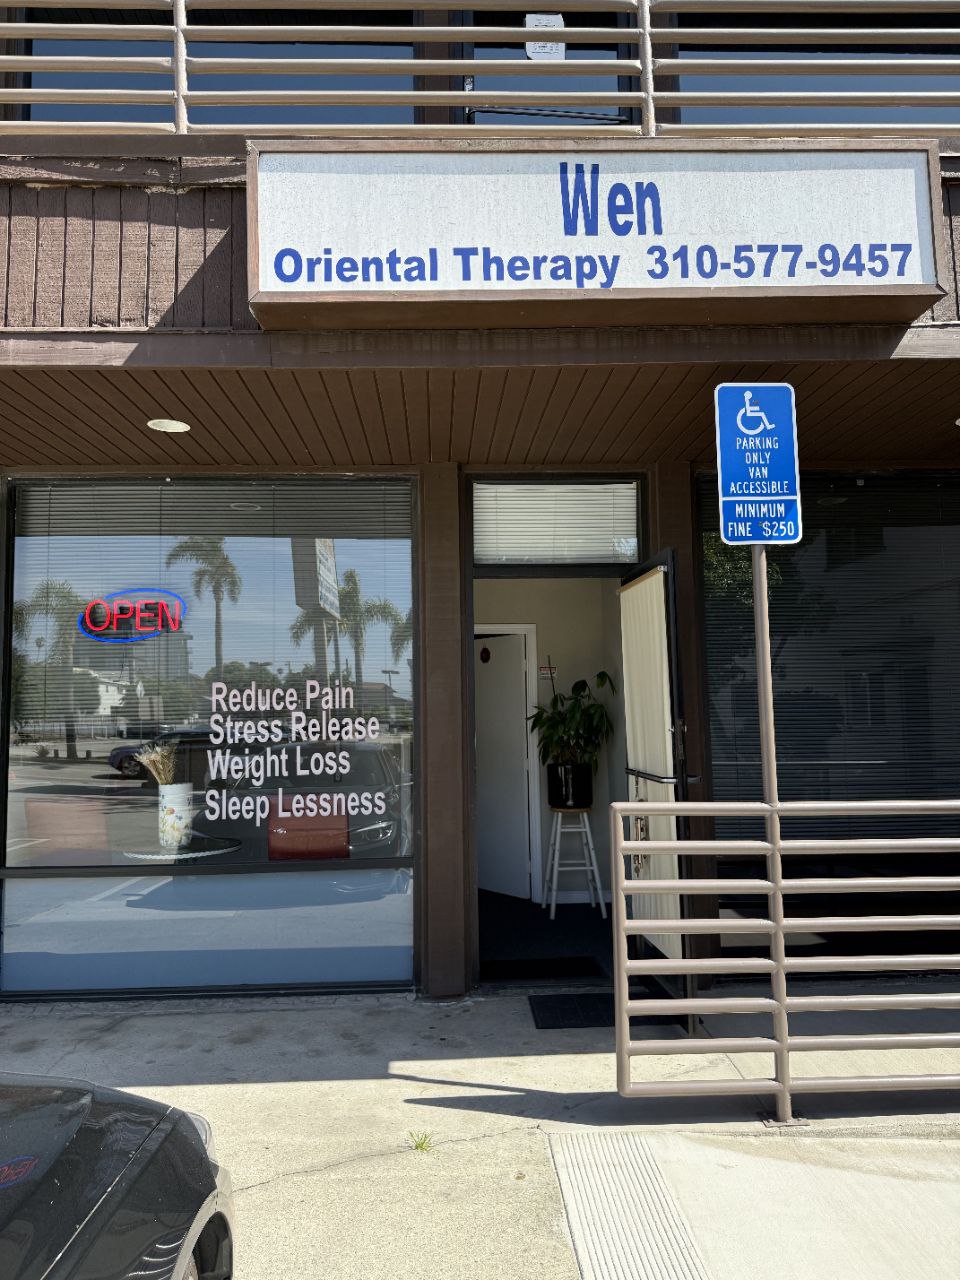 Wen
Oriental Therapy 310-577-9457
PARKING
ONLY
VAN
ACCESSIBLE
MINIMUM
FINE $250
OPEN
Reduce Pain
Stress Release
Weight Loss
Sleep Lessness